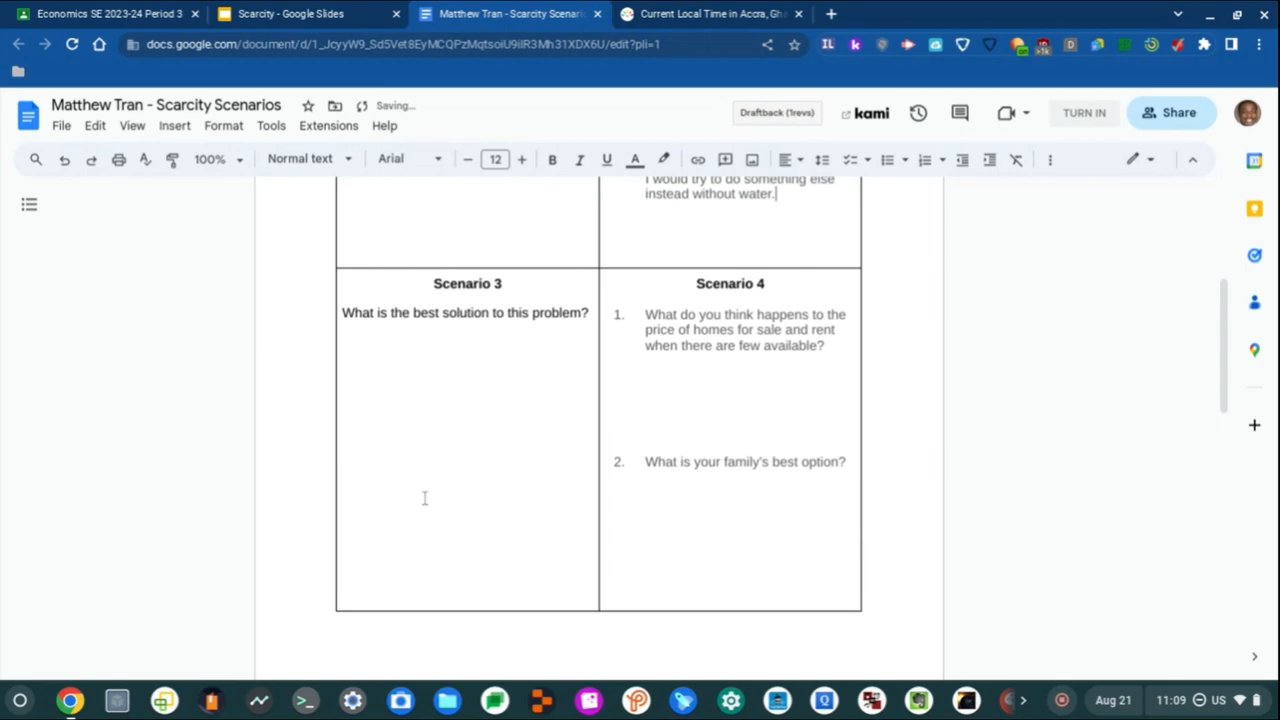 Economics SE 2023-24 Period 3
Scarcity - Google Slides
Matthew Tran - Scarcity Scenario
Current Local Time in Accra, Gh
docs.google.com/document/d/1_JcyyW9_Sd5Vet8EyMCQPzMqtsoiU9iIR3Mh31XDX6U/edit?pli=1
Matthew Tran - Scarcity Scenarios
Saving...
Draftback (1revs)
kami
TURN IN
Share
File Edit View Insert Format Tools Extensions Help
100% Normal text Arial 12
I would try to do something else
instead without water.
Scenario 3
What is the best solution to this problem?
Scenario 4
1. What do you think happens to the
price of homes for sale and rent
when there are few available?
2. What is your family's best option?
Aug 21
11:09
US